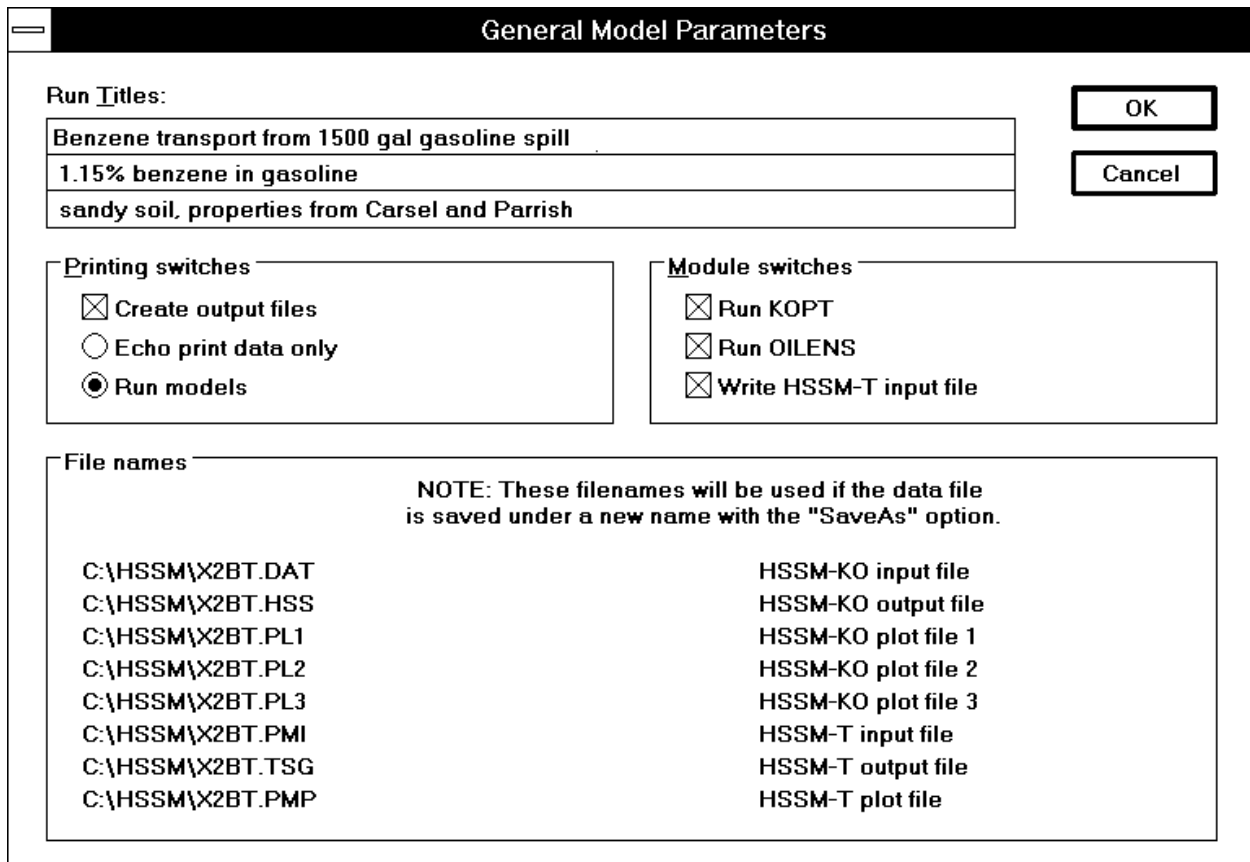 General Model Parameters
Run Titles:
Benzene transport from 1500 gal gasoline spill
1.15% benzene in gasoline
sandy soil, properties from Carsel and Parrish
OK
Cancel
Printing switches
Create output files
Echo print data only
Run models
Module switches
Run KOPT
Run OILENS
Write HSSM-T input file
File names
NOTE: These filenames will be used if the data file
is saved under a new name with the "SaveAs" option.
C:\HSSM\X2BT.DAT HSSM-KO input file
C:\HSSM\X2BT.HSS HSSM-KO output file
C:\HSSM\X2BT.PL1 HSSM-KO plot file 1
C:\HSSM\X2BT.PL2 HSSM-KO plot file 2
C:\HSSM\X2BT.PL3 HSSM-KO plot file 3
C:\HSSM\X2BT.PMI HSSM-T input file
C:\HSSM\X2BT.TSG HSSM-T output file
C:\HSSM\X2BT.PMP HSSM-T plot file